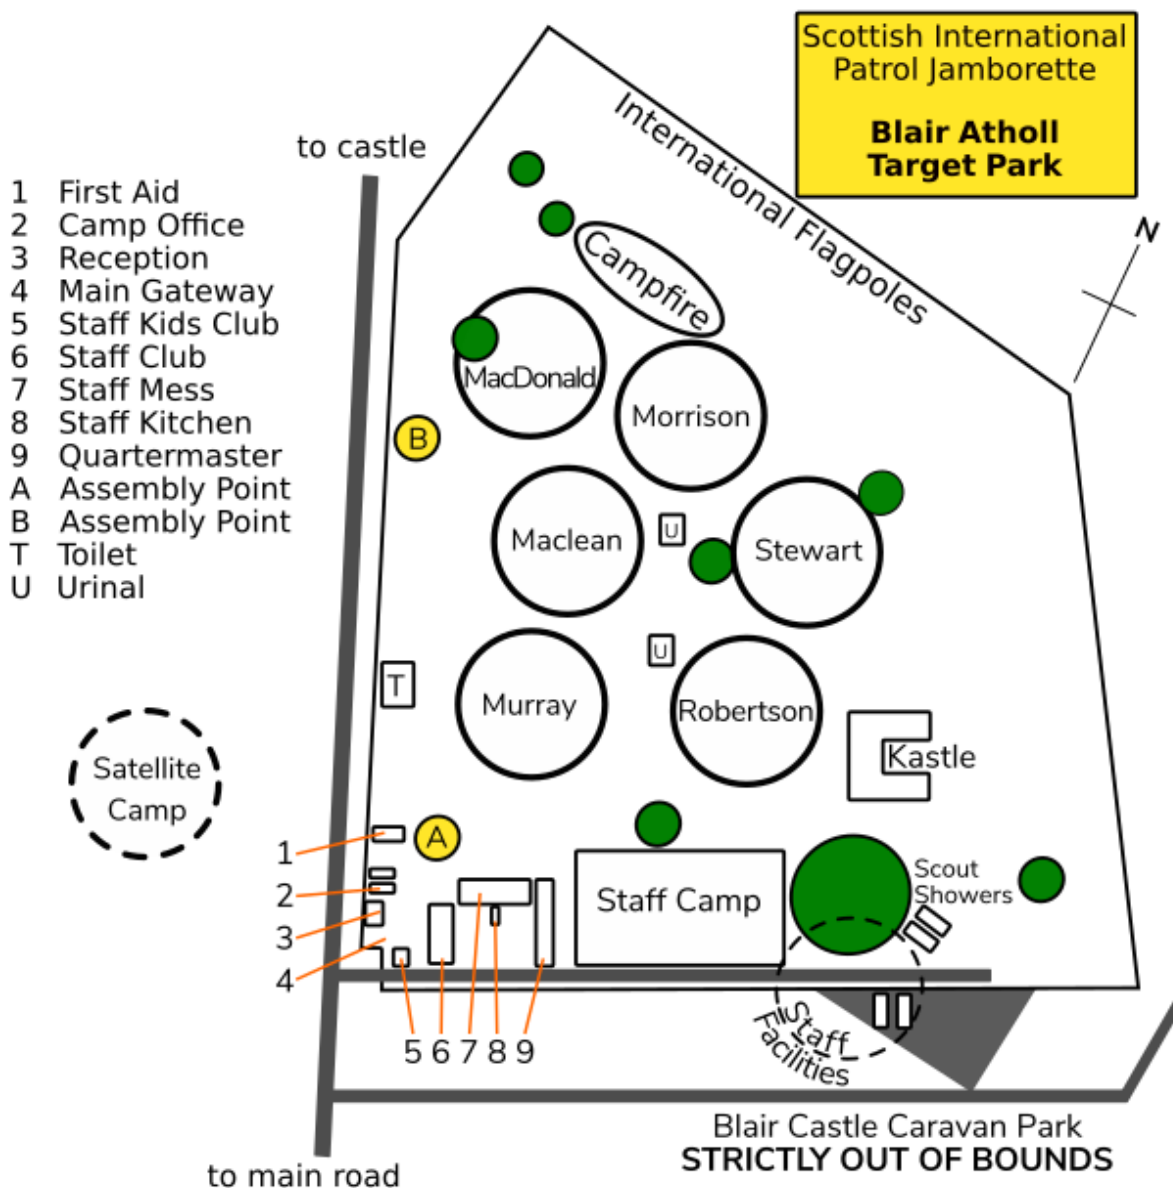 Scottish International
Patrol Jamborette
Blair Atholl
Target Park
to castle
International Flagpoles
N
1 First Aid
2 Camp Office
3 Reception
4 Main Gateway
5 Staff Kids Club
6 Staff Club
7 Staff Mess
8 Staff Kitchen
9 Quartermaster
A Assembly Point
B Assembly Point
T Toilet
U Urinal
Campfire
MacDonald
Morrison
B
Maclean
U
Stewart
U
T
Murray
Robertson
Kastle
Satellite
Camp
A
1
2
3
4
Staff Camp
Scout
Showers
5 6 7 8 9
Staff
Facilities
Blair Castle Caravan Park
STRICTLY OUT OF BOUNDS
to main road